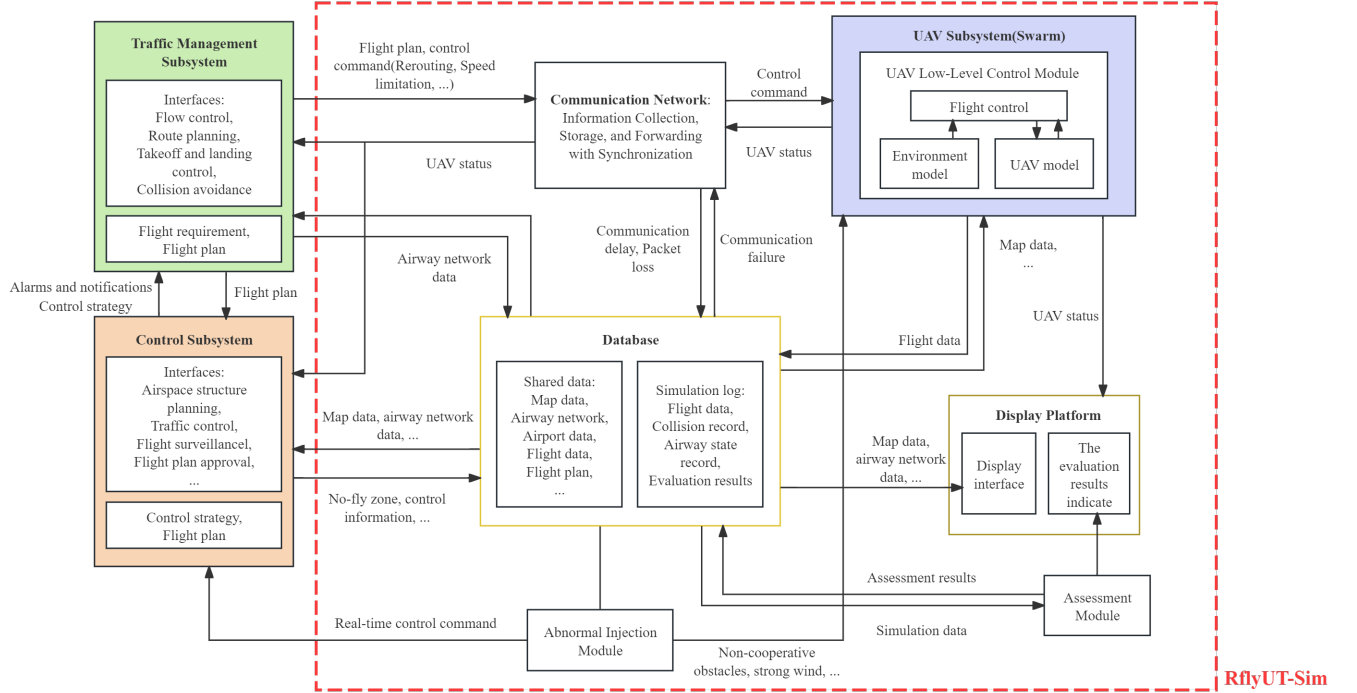 Traffic Management
Subsystem
Interfaces:
Flow control,
Route planning,
Takeoff and landing
control,
Collision avoidance
Flight requirement,
Flight plan
Flight plan, control
command(Rerouting, Speed
limitation, ...)
Communication Network:
Information Collection,
Storage, and Forwarding
with Synchronization
Control
command
UAV status
UAV status
UAV Subsystem(Swarm)
UAV Low-Level Control Module
Flight control
Environment
model
UAV model
Airway network
data
Communication
delay, Packet
loss
Communication
failure
Map data,
...
UAV status
Flight data
Alarms and notifications
Control strategy
Flight plan
Control Subsystem
Interfaces:
Airspace structure
planning,
Traffic control,
Flight surveillancel,
Flight plan approval,
...
Control strategy,
Flight plan
Map data, airway network
data, ...
No-fly zone, control
information, ...
Database
Shared data:
Map data,
Airway network,
Airport data,
Flight data,
Flight plan,
...
Simulation log:
Flight data,
Collision record,
Airway state
record,
Evaluation results
Map data,
airway network
data, ...
Display Platform
Display
interface
The
evaluation
results
indicate
Assessment results
Simulation data
Assessment
Module
Real-time control command
Abnormal Injection
Module
Non-cooperative
obstacles, strong wind, ...
RflyUT-Sim